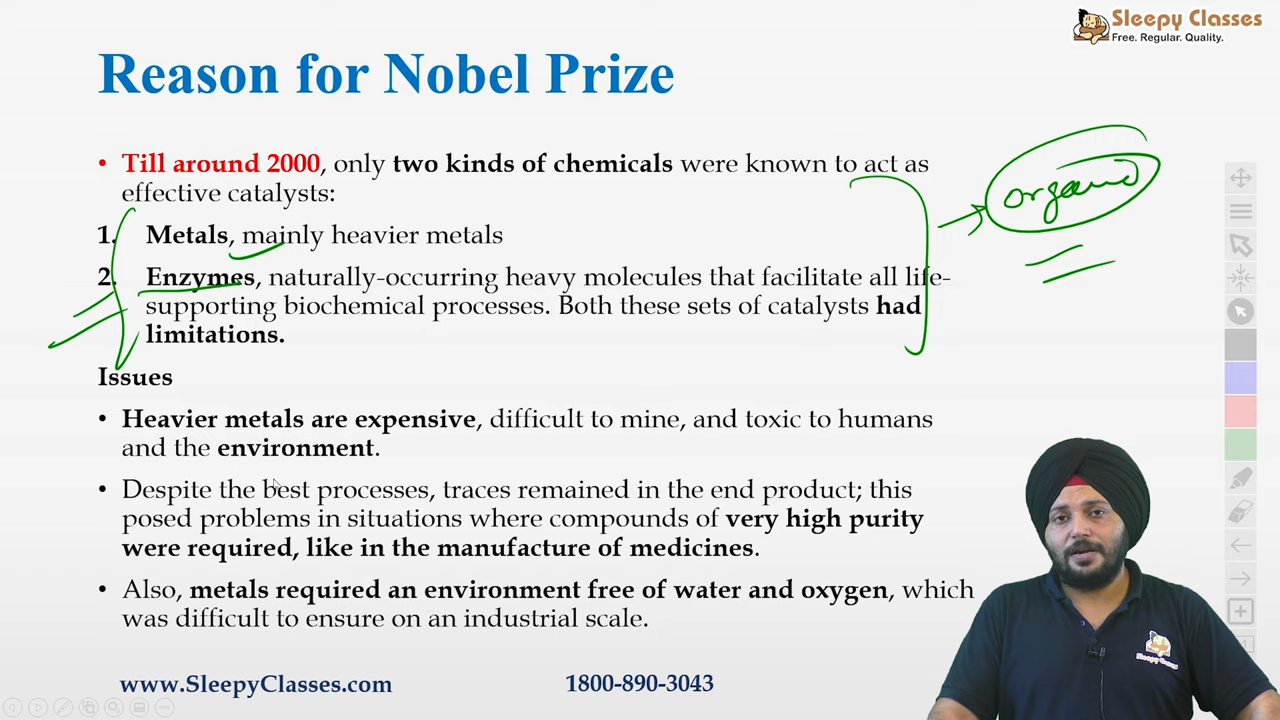 Sleepy Classes
Free. Regular. Quality.
Reason for Nobel Prize
• Till around 2000, only two kinds of chemicals were known to act as
effective catalysts:
1. Metals, mainly heavier metals
2. Enzymes, naturally-occurring heavy molecules that facilitate all life-
supporting biochemical processes. Both these sets of catalysts had
limitations.
organo
Issues
• Heavier metals are expensive, difficult to mine, and toxic to humans
and the environment.
• Despite the best processes, traces remained in the end product; this
posed problems in situations where compounds of very high purity
were required, like in the manufacture of medicines.
• Also, metals required an environment free of water and oxygen, which
was difficult to ensure on an industrial scale.
www.SleepyClasses.com
1800-890-3043
Sleepy Classes